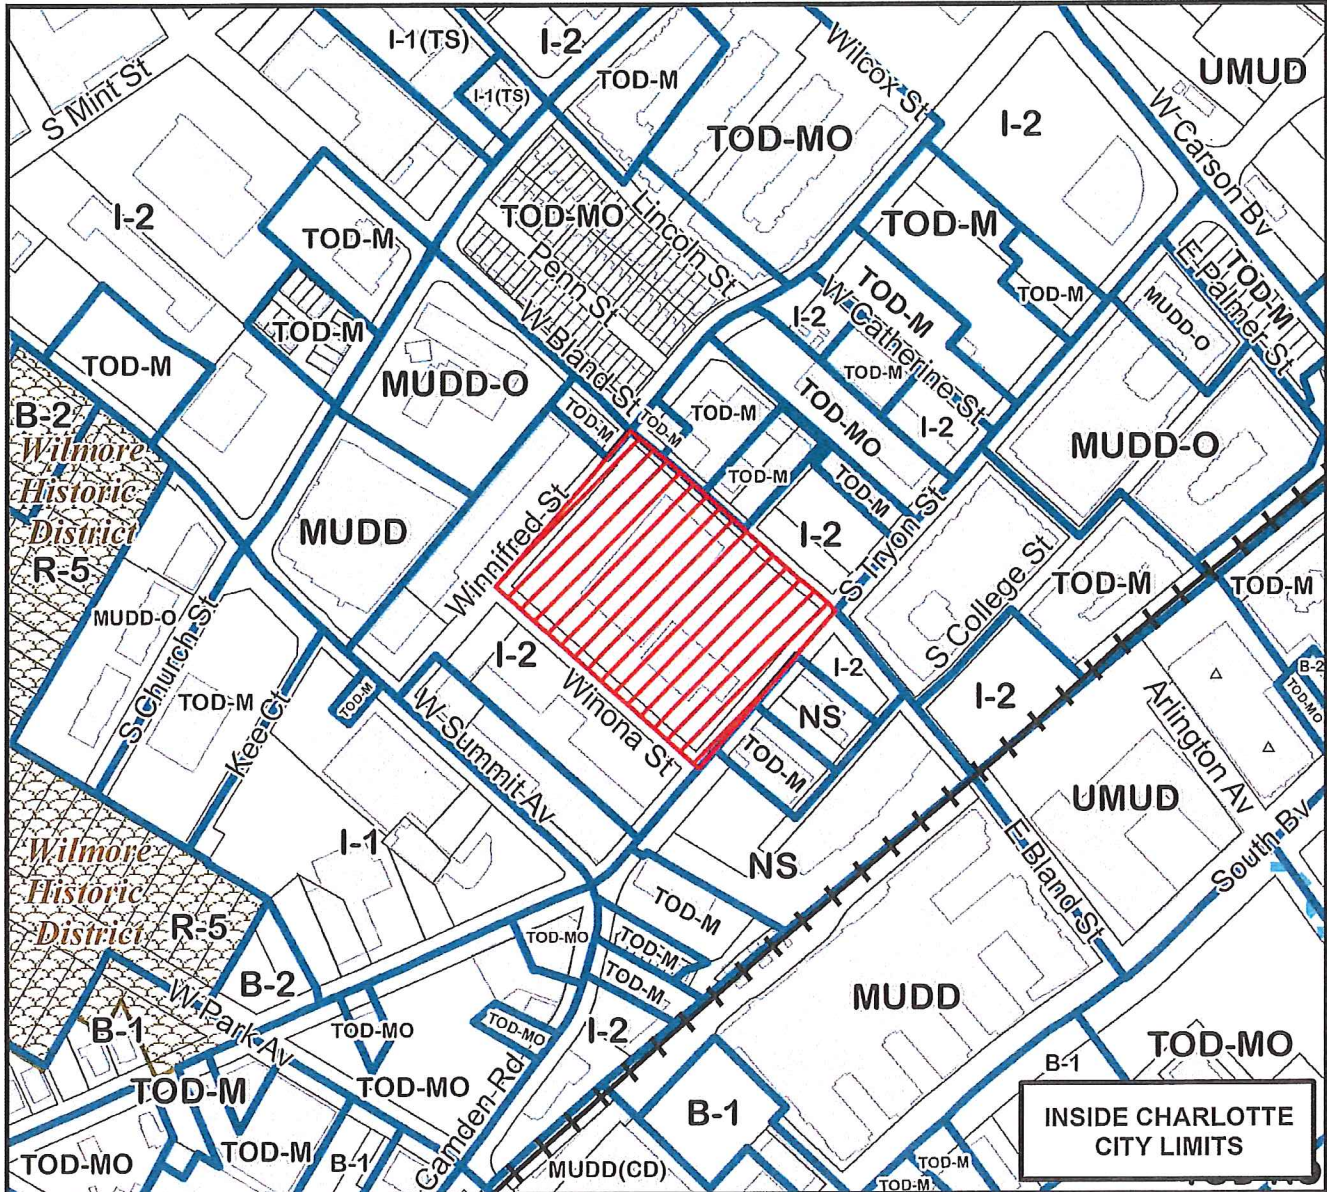 I-1(TS)
I-2
UMUD
S Mint St
TOD-M
Wilcox St
I-1(TS)
W Carson Bv
TOD-MO
I-2
I-2
TOD-MO
Lincoln St
TOD-M
TOD-M
E Palmer St
TOD-M
Penn St
TOD-M
TOD-M
W Catherine St
MUDD-O
I-2
TOD-M
W Bland St
TOD-M
TOD-M
MUDD-O
TOD-M
B-2
TOD-M
TOD-M
TOD-M
TOD-MO
I-2
MUDD-O
Wilmore
Historic
District
TOD-M
TOD-M
MUDD
Winnifred St
I-2
S Tryon St
R-5
S College St
TOD-M
TOD-M
MUDD-O
S Church St
I-2
I-2
B-2
TOD-M
Keer Ct
TOD-M
Winona St
NS
I-2
TOD-MO
Arlington Av
W Summit Av
TOD-M
UMUD
I-1
E Bland St
South Bv
Wilmore
Historic
District
R-5
NS
TOD-M
TOD-MO
TOD-M
TOD-M
B-2
W Park Av
MUDD
B-1
TOD-MO
TOD-MO
I-2
TOD-MO
B-1
TOD-M
TOD-MO
Camden Rd
B-1
INSIDE CHARLOTTE
CITY LIMITS
TOD-MO
TOD-M
B-1
MUDD(CD)
TOD-M
TOD-M